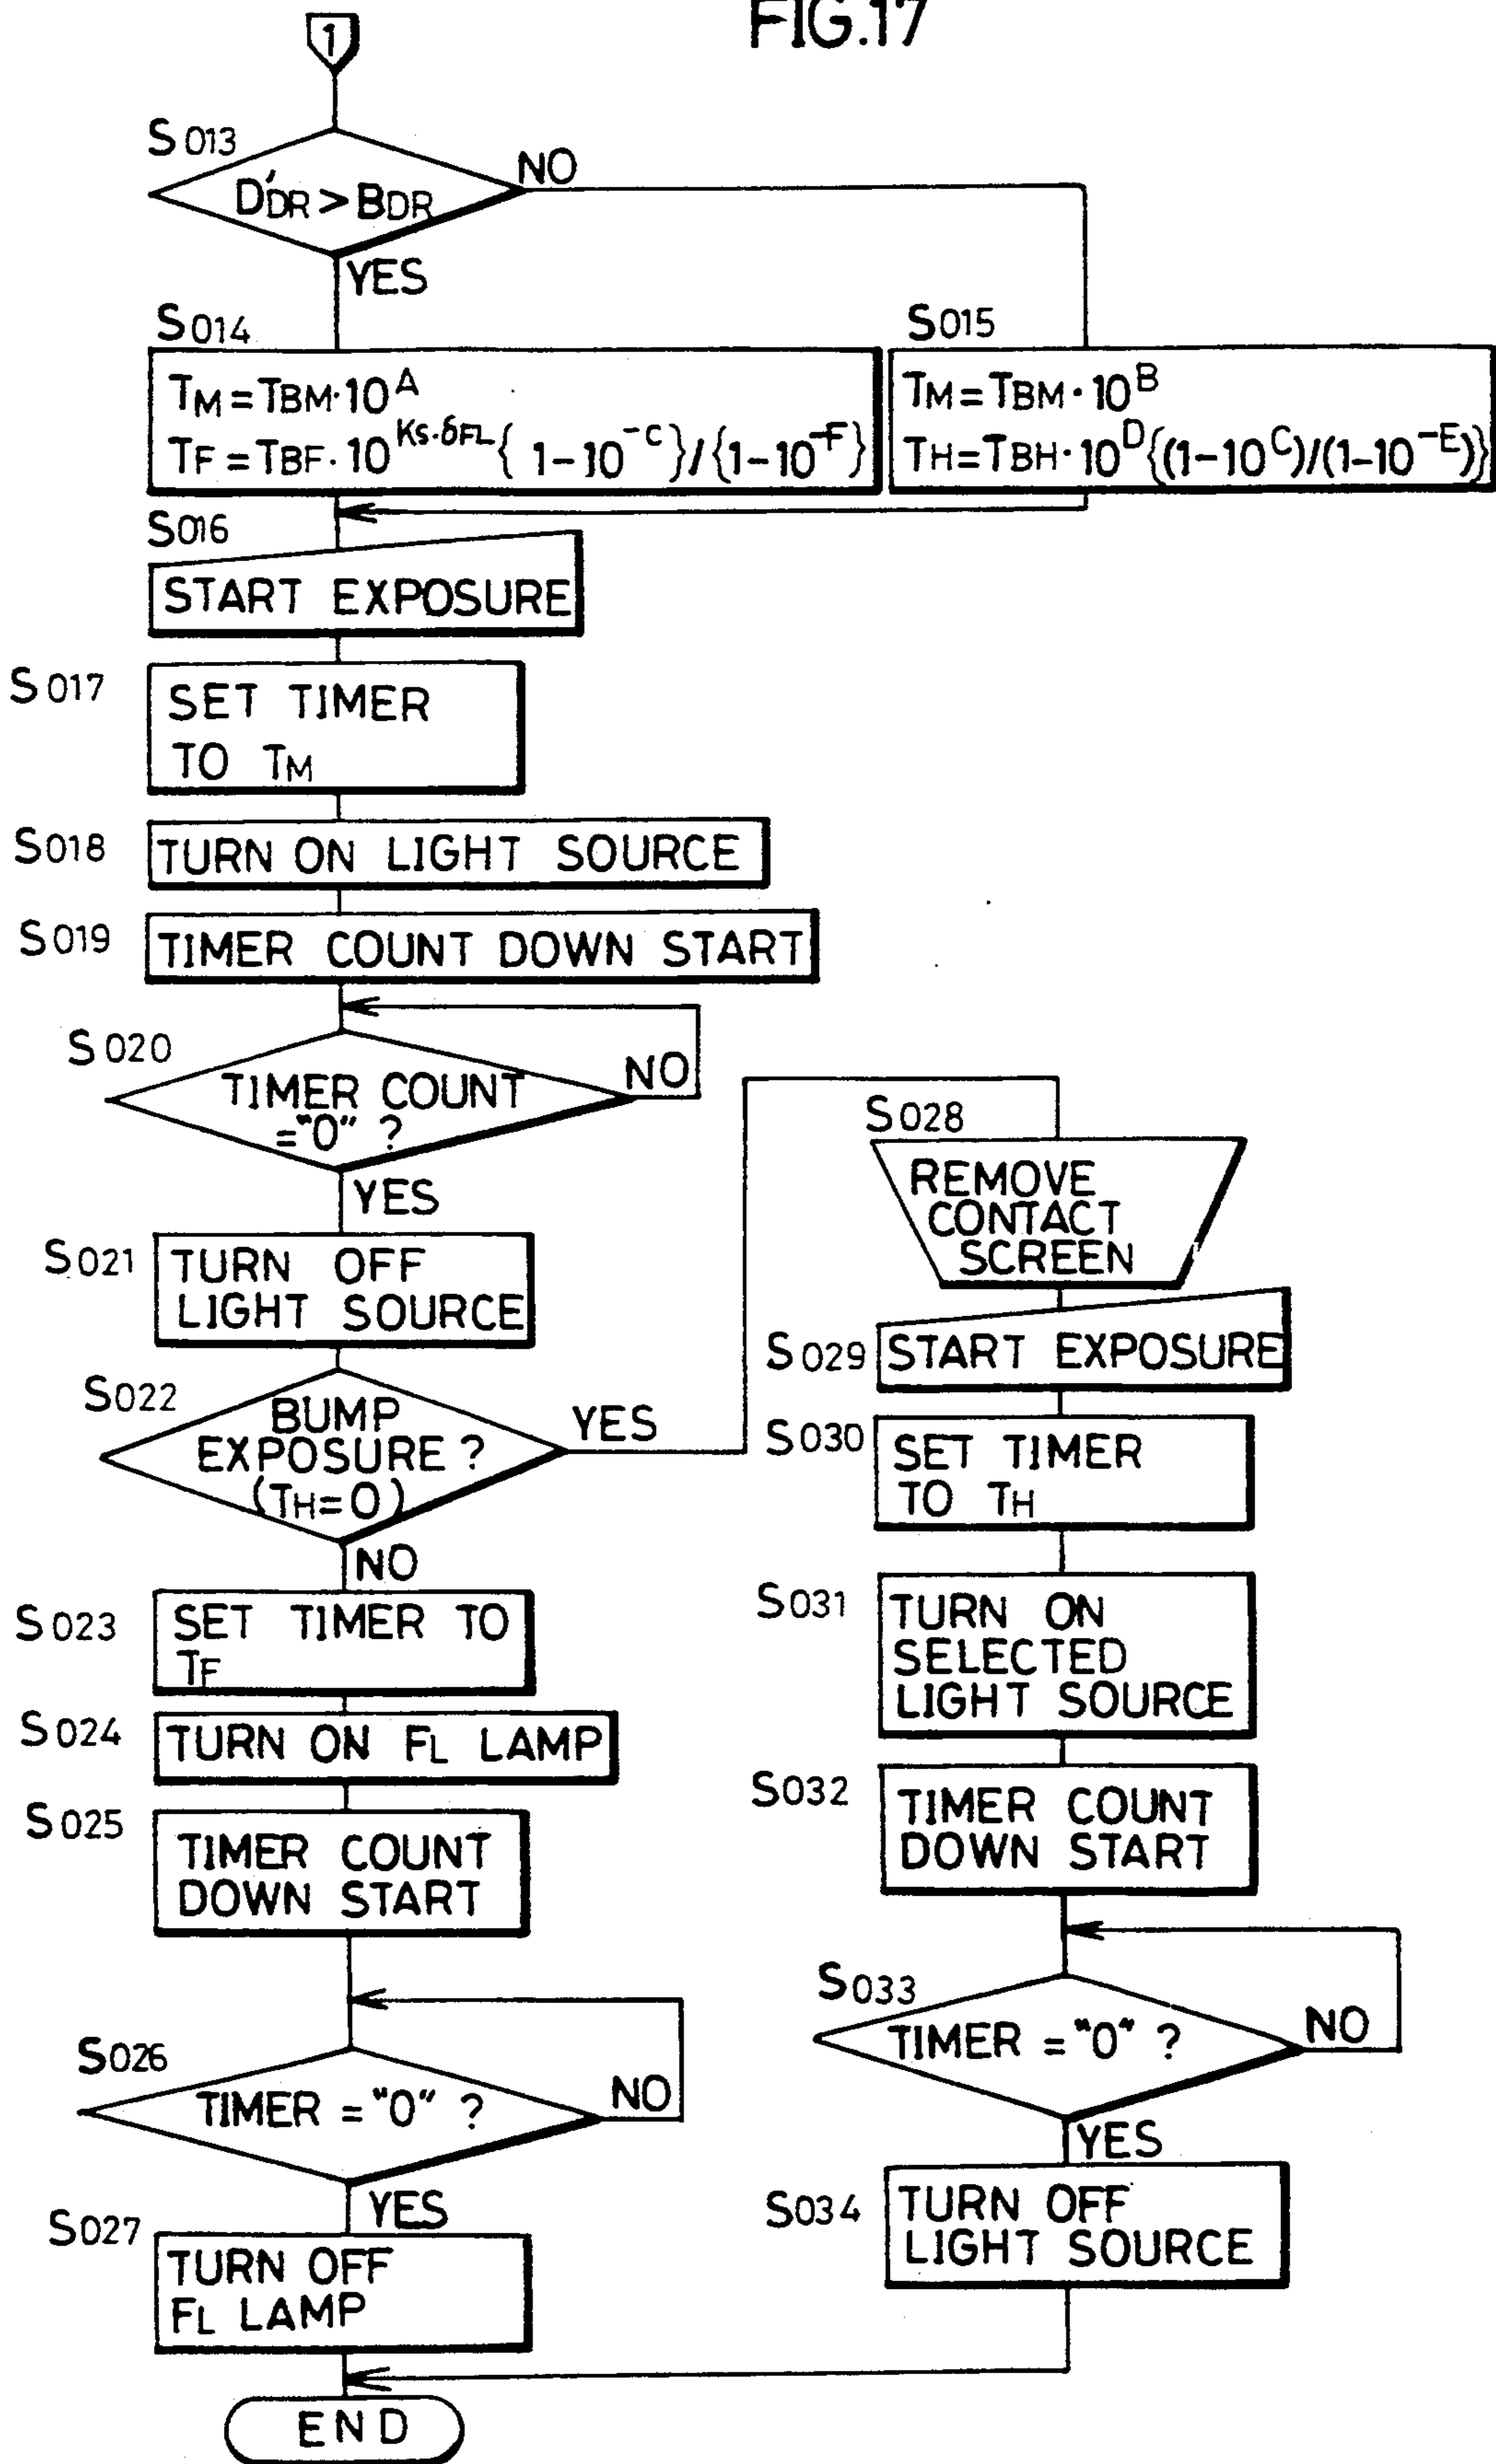 FIG.17
1
S013
D'DR > BDR
NO
YES
S014
TM = TBM·10^A
TF = TBF·10^Ks·δFL{1-10^-C}/{1-10^-F}
S015
TM = TBM·10^B
TH = TBH·10^D{(1-10^C)/(1-10^-E)}
S016
START EXPOSURE
S017
SET TIMER
TO TM
S018
TURN ON LIGHT SOURCE
S019
TIMER COUNT DOWN START
S020
TIMER COUNT
="0" ?
NO
YES
S021
TURN OFF
LIGHT SOURCE
S022
BUMP
EXPOSURE ?
(TH=0)
YES
NO
S023
SET TIMER TO
TF
S024
TURN ON FL LAMP
S025
TIMER COUNT
DOWN START
S026
TIMER = "0" ?
NO
YES
S027
TURN OFF
FL LAMP
S028
REMOVE
CONTACT
SCREEN
S029
START EXPOSURE
S030
SET TIMER
TO TH
S031
TURN ON
SELECTED
LIGHT SOURCE
S032
TIMER COUNT
DOWN START
S033
TIMER = "0" ?
NO
YES
S034
TURN OFF
LIGHT SOURCE
END